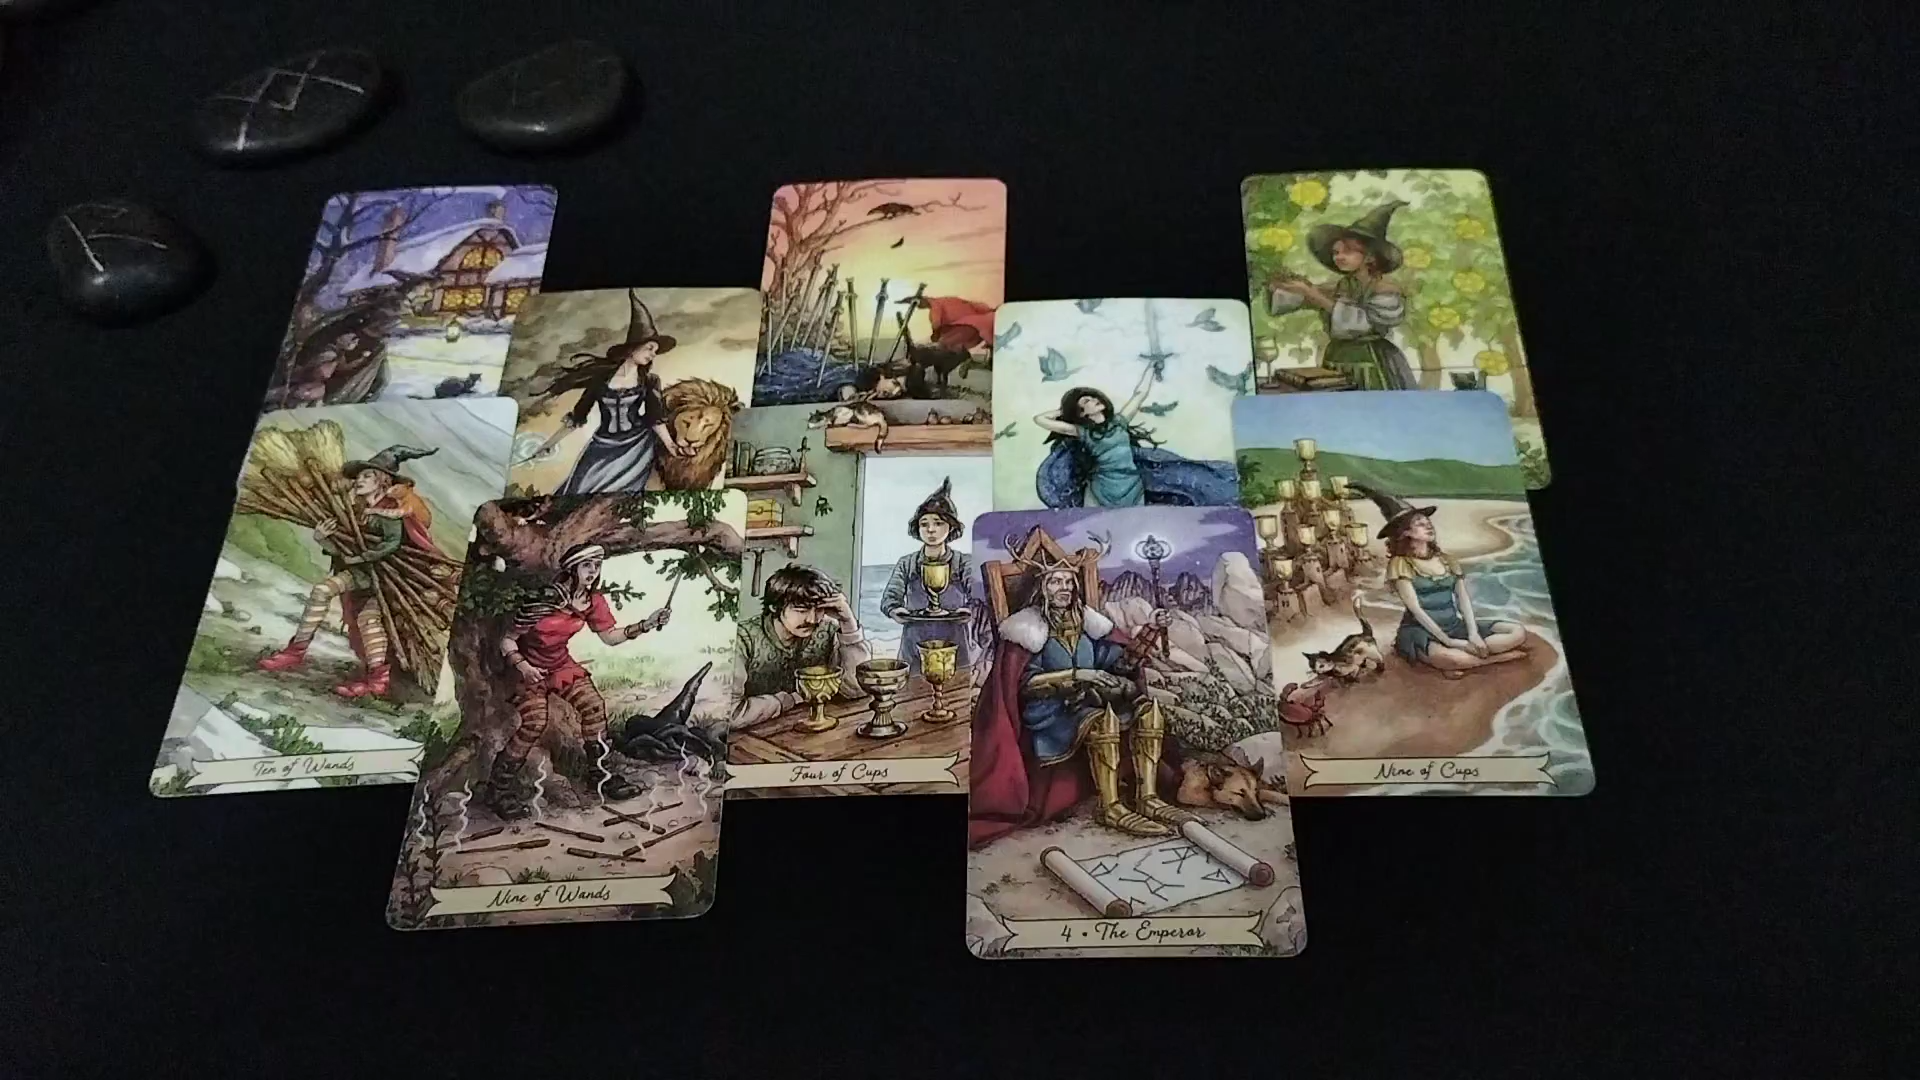 Ten of Wands
Four of Cups
Nine of Cups
Nine of Wands
4 • The Emperor